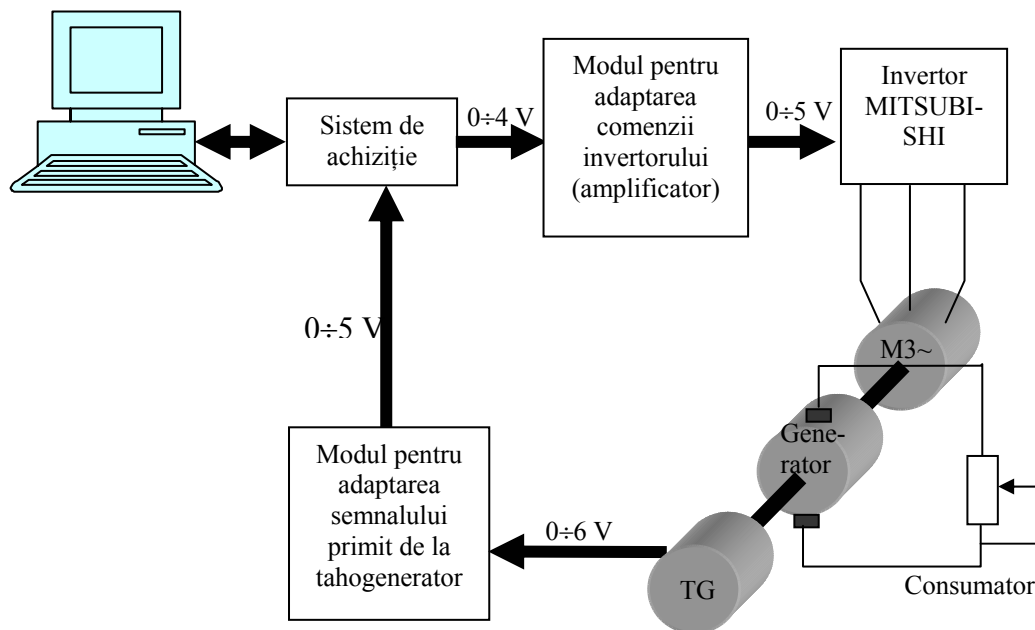 Sistem de
achiziție
0÷4 V
Modul pentru
adaptarea
comenzii
invertorului
(amplificator)
0÷5 V
Invertor
MITSUBI-
SHI
M3~
Gene-
rator
TG
Consumator
0÷6 V
Modul pentru
adaptarea
semnalului
primit de la
tahogenerator
0÷5 V